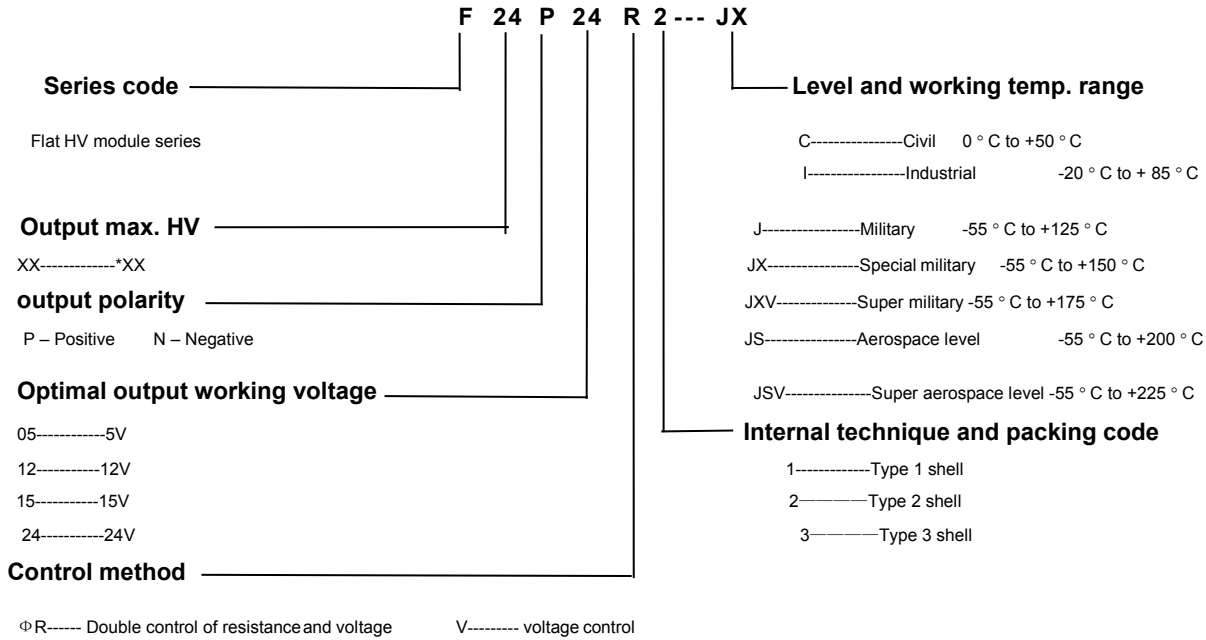 F 24 P 24 R 2 --- JX
Series code
Flat HV module series
Output max. HV
XX-------------*XX
output polarity
P – Positive N – Negative
Optimal output working voltage
05------------5V
12-----------12V
15-----------15V
24-----------24V
Control method
ΦR------ Double control of resistance and voltage V--------- voltage control
Level and working temp. range
C----------------Civil 0 ° C to +50 ° C
I-----------------Industrial -20 ° C to + 85 ° C
J-----------------Military -55 ° C to +125 ° C
JX----------------Special military -55 ° C to +150 ° C
JXV--------------Super military -55 ° C to +175 ° C
JS----------------Aerospace level -55 ° C to +200 ° C
JSV---------------Super aerospace level -55 ° C to +225 ° C
Internal technique and packing code
1-------------Type 1 shell
2————Type 2 shell
3————Type 3 shell